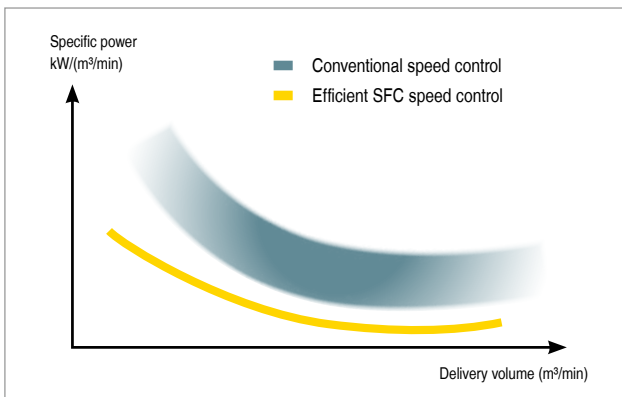 Specific power
kW/(m³/min)
Conventional speed control
Efficient SFC speed control
Delivery volume (m³/min)